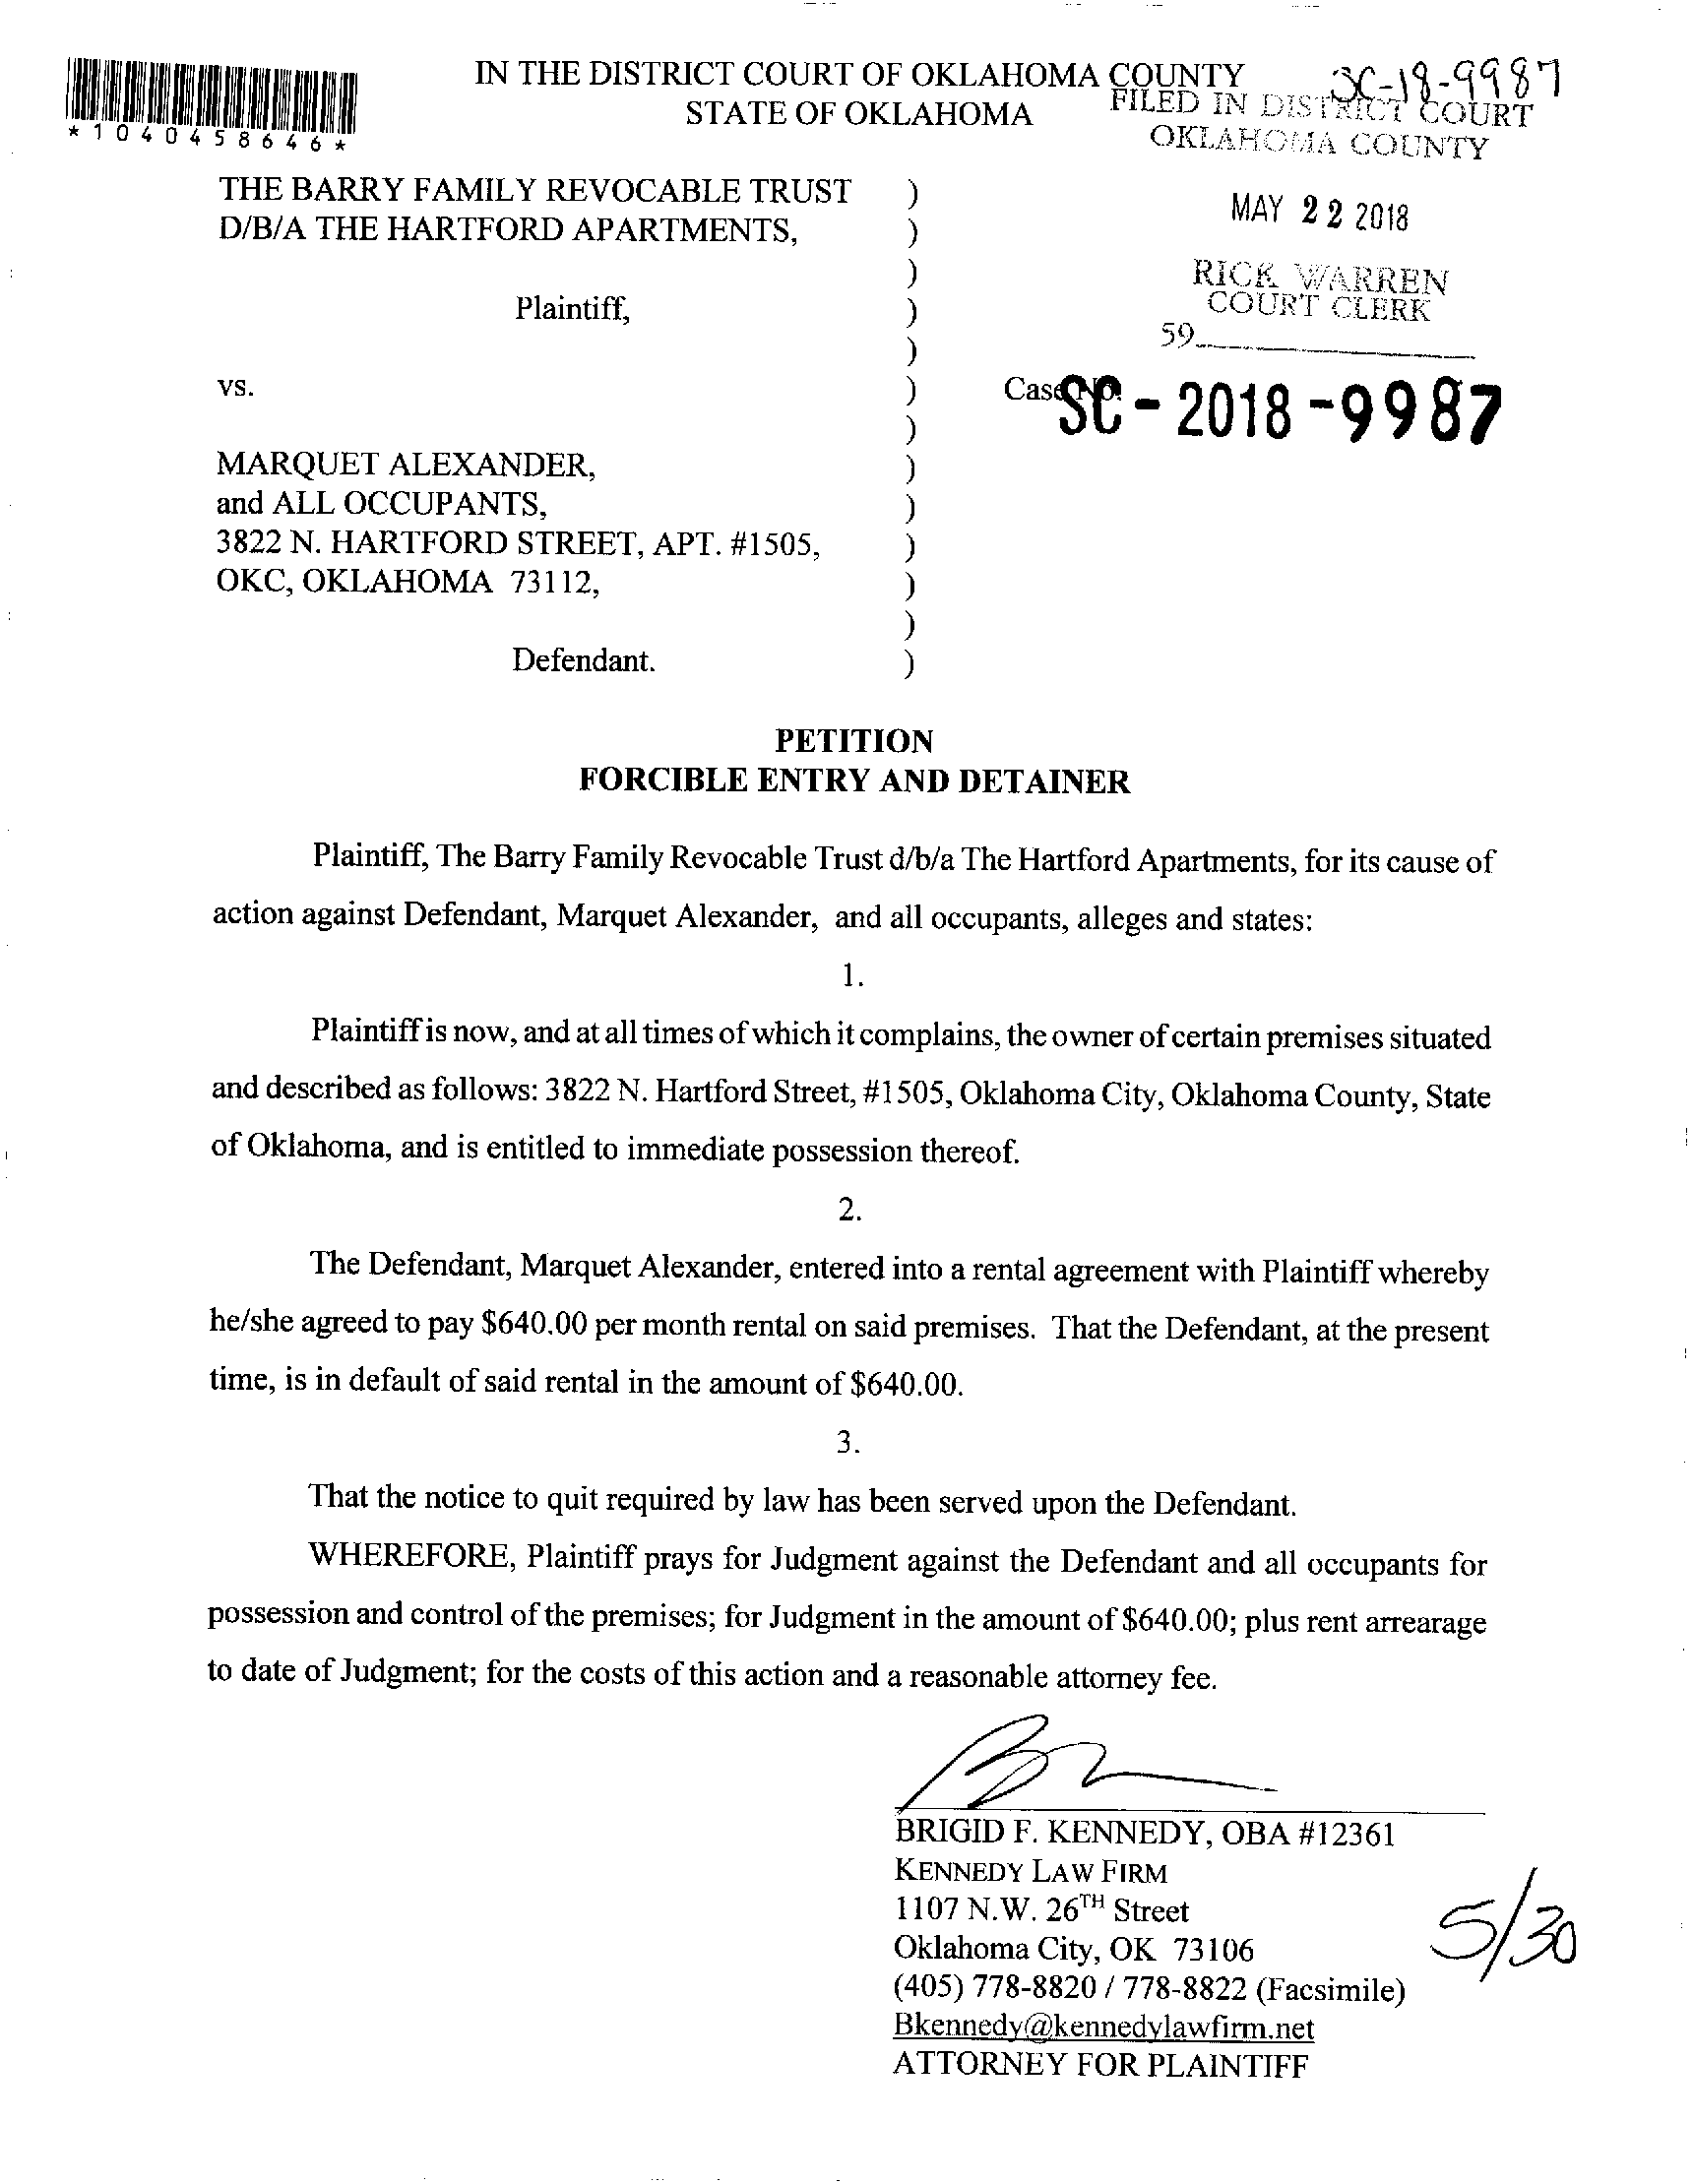 IN THE DISTRICT COURT OF OKLAHOMA COUNTY
STATE OF OKLAHOMA
SC-18-9987
FILED IN DISTRICT COURT
OKLAHOMA COUNTY
*1040458646*
MAY 22 2018
RICK WARREN
COURT CLERK
59
THE BARRY FAMILY REVOCABLE TRUST )
D/B/A THE HARTFORD APARTMENTS, )
)
Plaintiff, )
)
vs. ) Case No.
SC-2018-9987
)
MARQUET ALEXANDER, )
and ALL OCCUPANTS, )
3822 N. HARTFORD STREET, APT. #1505, )
OKC, OKLAHOMA 73112, )
)
Defendant. )
PETITION
FORCIBLE ENTRY AND DETAINER
Plaintiff, The Barry Family Revocable Trust d/b/a The Hartford Apartments, for its cause of
action against Defendant, Marquet Alexander, and all occupants, alleges and states:
1.
Plaintiff is now, and at all times of which it complains, the owner of certain premises situated
and described as follows: 3822 N. Hartford Street, #1505, Oklahoma City, Oklahoma County, State
of Oklahoma, and is entitled to immediate possession thereof.
2.
The Defendant, Marquet Alexander, entered into a rental agreement with Plaintiff whereby
he/she agreed to pay $640.00 per month rental on said premises. That the Defendant, at the present
time, is in default of said rental in the amount of $640.00.
3.
That the notice to quit required by law has been served upon the Defendant.
WHEREFORE, Plaintiff prays for Judgment against the Defendant and all occupants for
possession and control of the premises; for Judgment in the amount of $640.00; plus rent arrearage
to date of Judgment; for the costs of this action and a reasonable attorney fee.
BRIGID F. KENNEDY, OBA #12361
KENNEDY LAW FIRM
1107 N.W. 26TH Street
Oklahoma City, OK 73106
(405) 778-8820 / 778-8822 (Facsimile)
Bkennedy@kennedylawfirm.net
ATTORNEY FOR PLAINTIFF
5/30